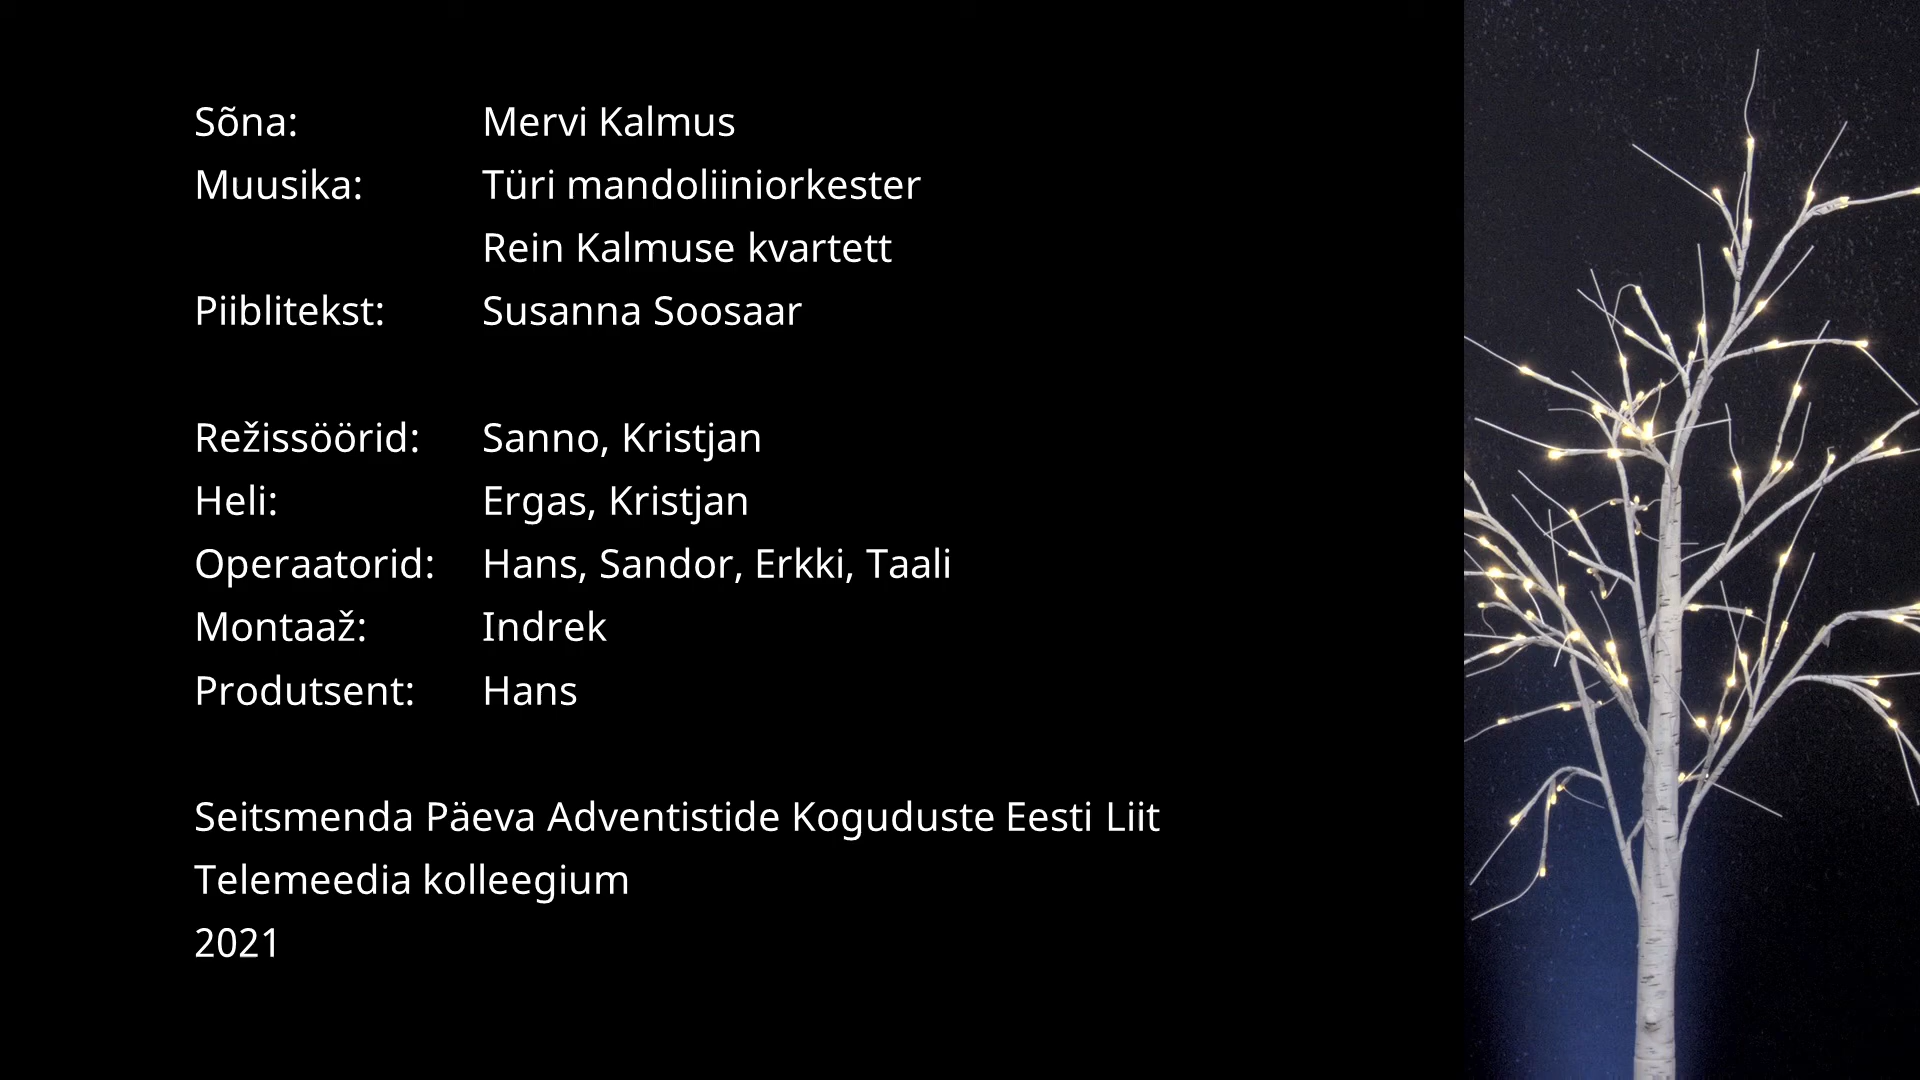 Sõna: Mervi Kalmus
Muusika: Türi mandoliiniorkester
Rein Kalmuse kvartett
Piiblitekst: Susanna Soosaar
Režissöörid: Sanno, Kristjan
Heli: Ergas, Kristjan
Operaatorid: Hans, Sandor, Erkki, Taali
Montaaž: Indrek
Produtsent: Hans
Seitsmenda Päeva Adventistide Koguduste Eesti Liit
Telemeedia kolleegium
2021